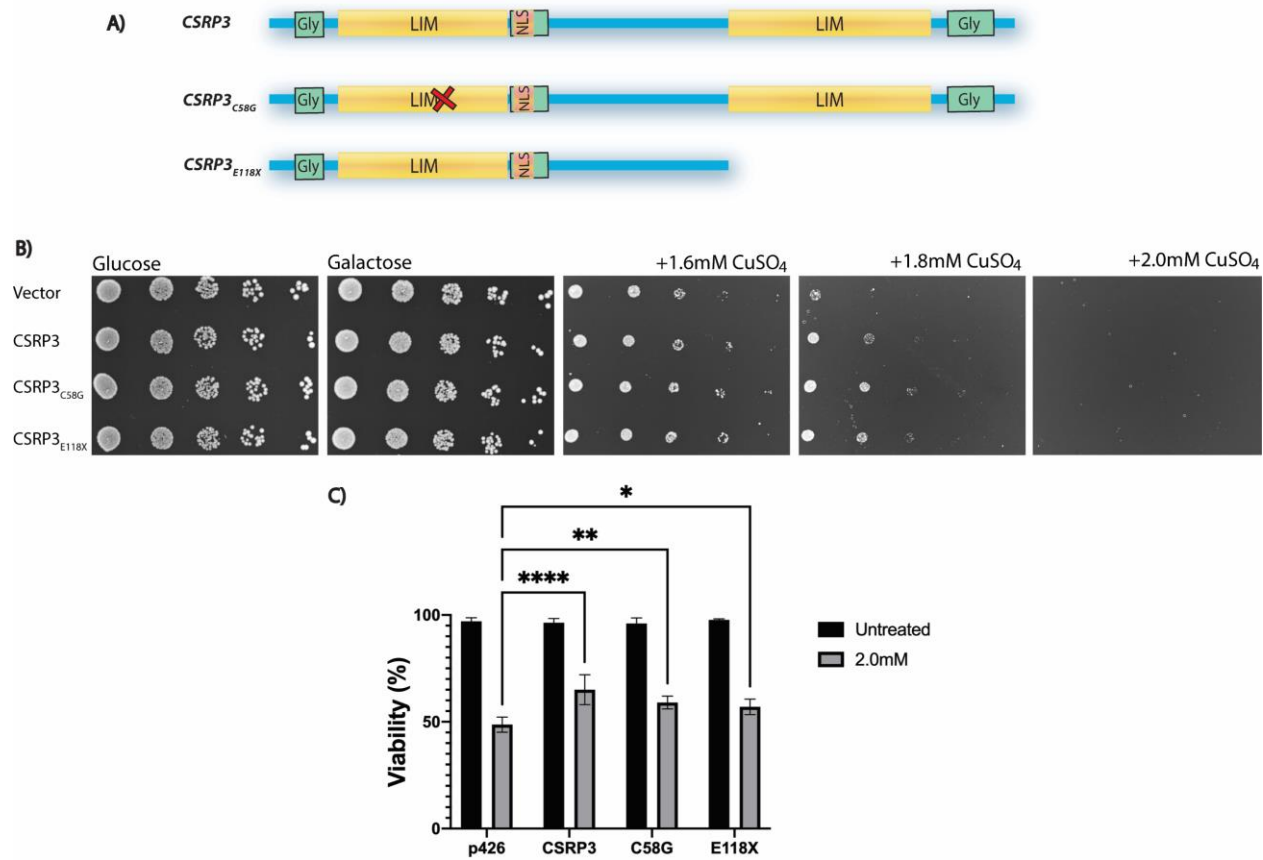 A)
CSRP3
Gly LIM NLS LIM Gly
CSRP3C58G
Gly LIM NLS LIM Gly
CSRP3E118X
Gly LIM NLS
B)
Glucose Galactose +1.6mM CuSO4 +1.8mM CuSO4 +2.0mM CuSO4
Vector
CSRP3
CSRP3C58G
CSRP3E118X
C)
*
**
****
100
50
0
Viability (%)
Untreated
2.0mM
p426 CSRP3 C58G E118X